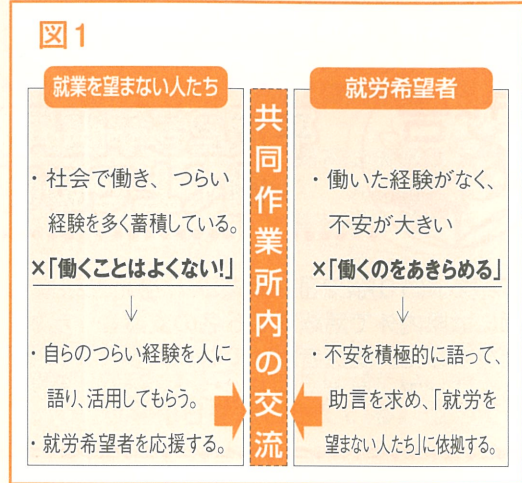 図1
就業を望まない人たち
・社会で働き、つらい
経験を多く蓄積している。
×「働くことはよくない!」
↓
・自らのつらい経験を人に
語り、活用してもらう。
・就労希望者を応援する。
共同作業所内の交流
就労希望者
・働いた経験がなく、
不安が大きい
×「働くのをあきらめる」
↓
・不安を積極的に語って、
助言を求め、「就労を
望まない人たち」に依拠する。